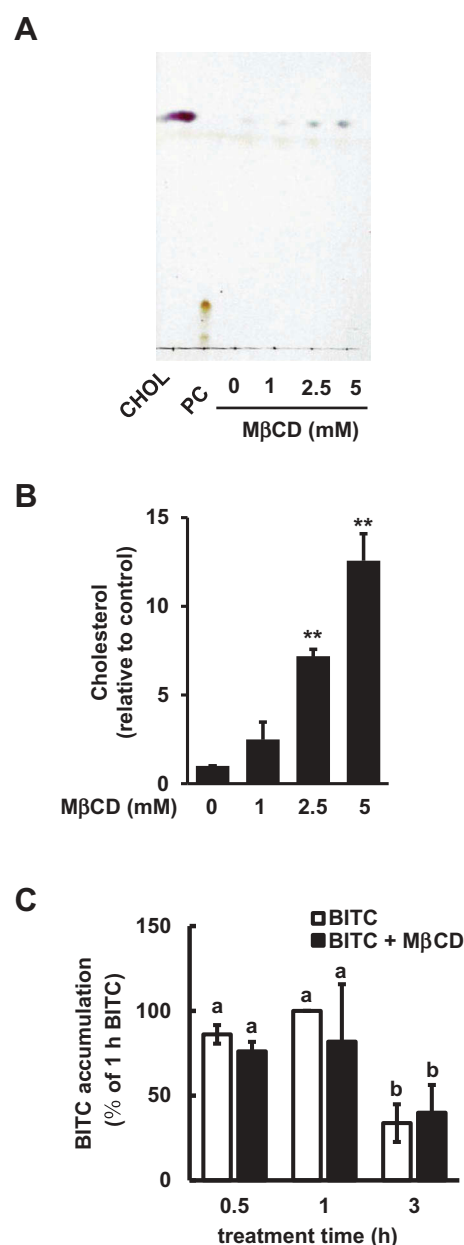 A
CHOL
PC
0 1 2.5 5
MβCD (mM)
B
Cholesterol
(relative to control)
15
10
5
0
**
**
MβCD (mM) 0 1 2.5 5
C
BITC accumulation
(% of 1 h BITC)
150
100
50
0
BITC
BITC + MβCD
a a a a b b
0.5 1 3
treatment time (h)